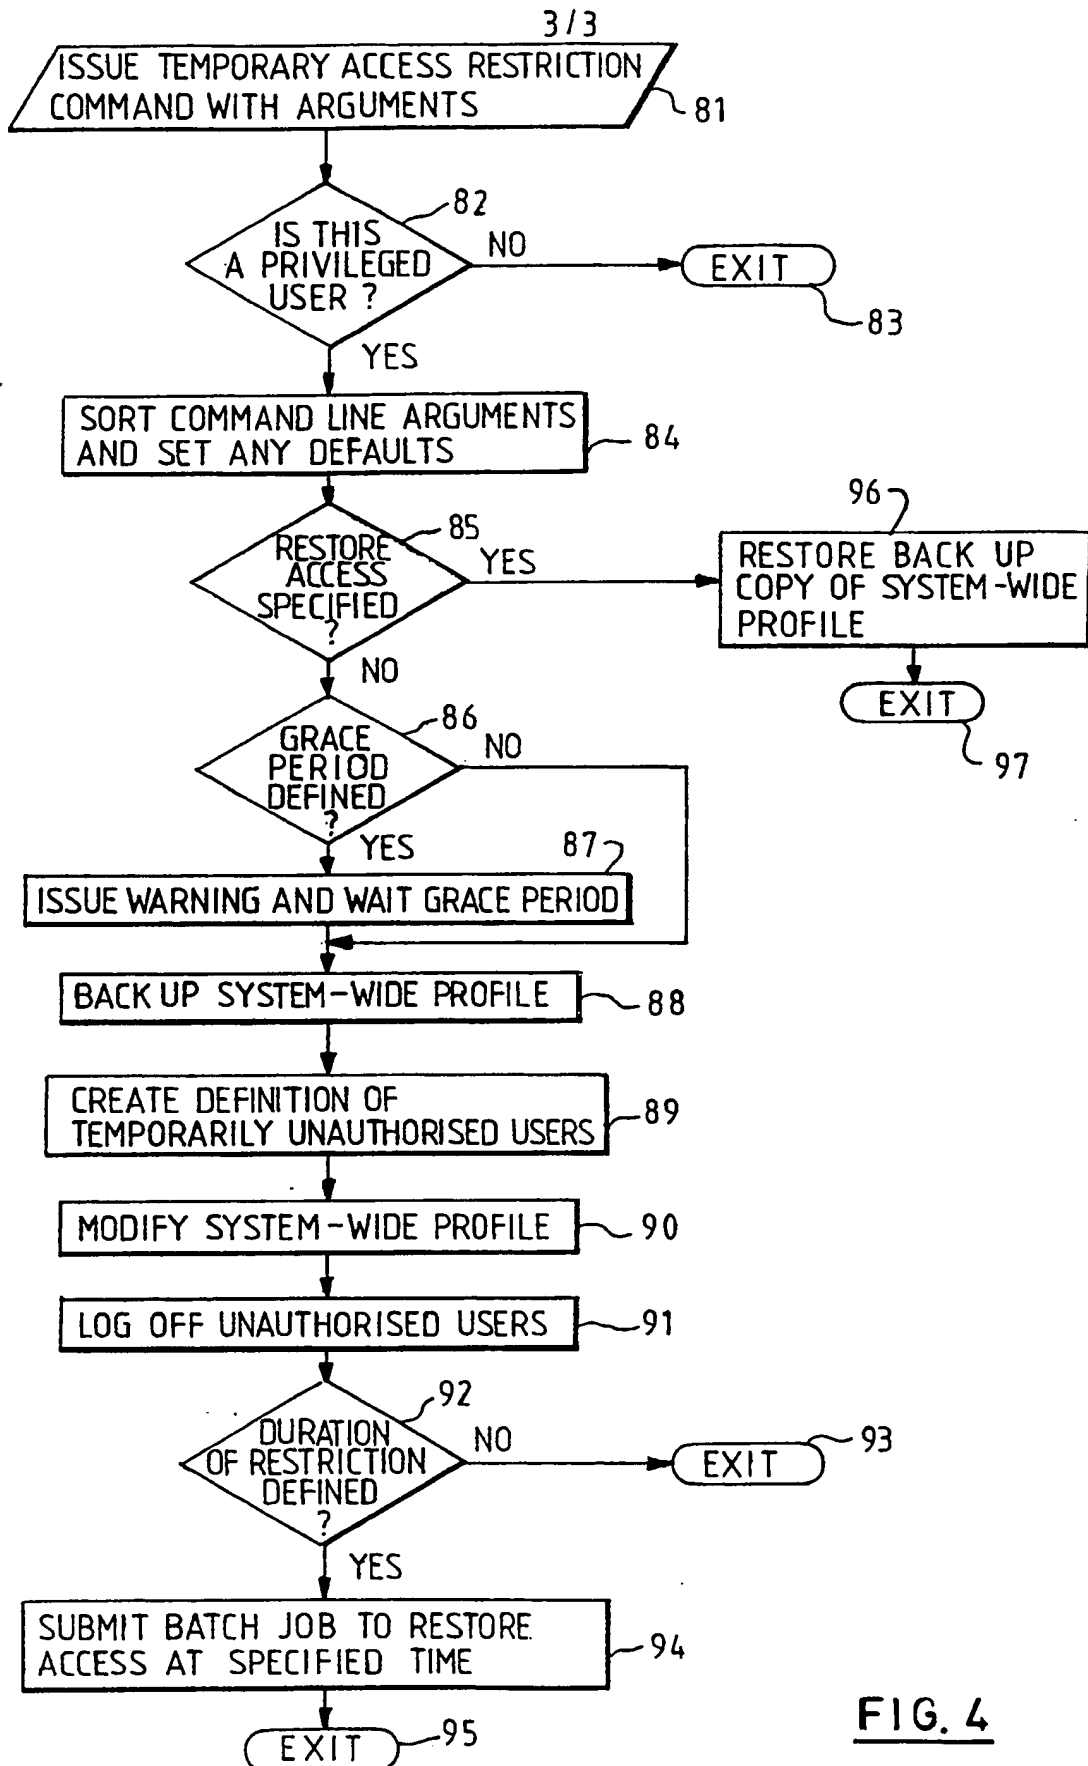 3/3
ISSUE TEMPORARY ACCESS RESTRICTION
COMMAND WITH ARGUMENTS
81
82
IS THIS
A PRIVILEGED
USER ?
NO
EXIT
83
YES
SORT COMMAND LINE ARGUMENTS
AND SET ANY DEFAULTS
84
85
RESTORE
ACCESS
SPECIFIED
?
YES
96
RESTORE BACK UP
COPY OF SYSTEM-WIDE
PROFILE
EXIT
97
NO
86
GRACE
PERIOD
DEFINED
?
NO
YES
87
ISSUE WARNING AND WAIT GRACE PERIOD
BACK UP SYSTEM-WIDE PROFILE
88
CREATE DEFINITION OF
TEMPORARILY UNAUTHORISED USERS
89
MODIFY SYSTEM-WIDE PROFILE
90
LOG OFF UNAUTHORISED USERS
91
92
DURATION
OF RESTRICTION
DEFINED
?
NO
EXIT
93
YES
SUBMIT BATCH JOB TO RESTORE
ACCESS AT SPECIFIED TIME
94
EXIT
95
FIG. 4